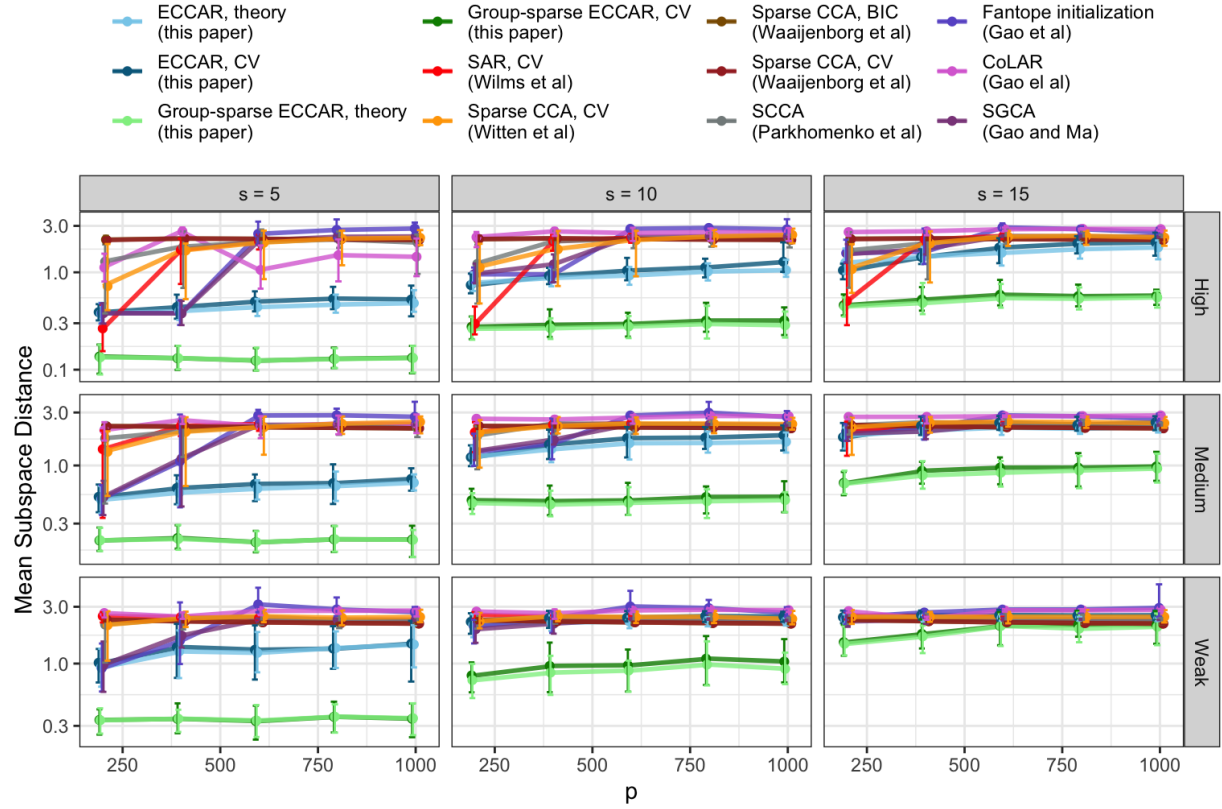 ECCAR, theory
(this paper)
Group-sparse ECCAR, CV
(this paper)
Sparse CCA, BIC
(Waaijenborg et al)
Fantope initialization
(Gao et al)
ECCAR, CV
(this paper)
SAR, CV
(Wilms et al)
Sparse CCA, CV
(Waaijenborg et al)
CoLAR
(Gao el al)
Group-sparse ECCAR, theory
(this paper)
Sparse CCA, CV
(Witten et al)
SCCA
(Parkhomenko et al)
SGCA
(Gao and Ma)
s = 5
s = 10
s = 15
3.0
1.0
0.3
0.1
High
3.0
1.0
0.3
Medium
3.0
1.0
0.3
Weak
Mean Subspace Distance
250 500 750 1000
250 500 750 1000
250 500 750 1000
p